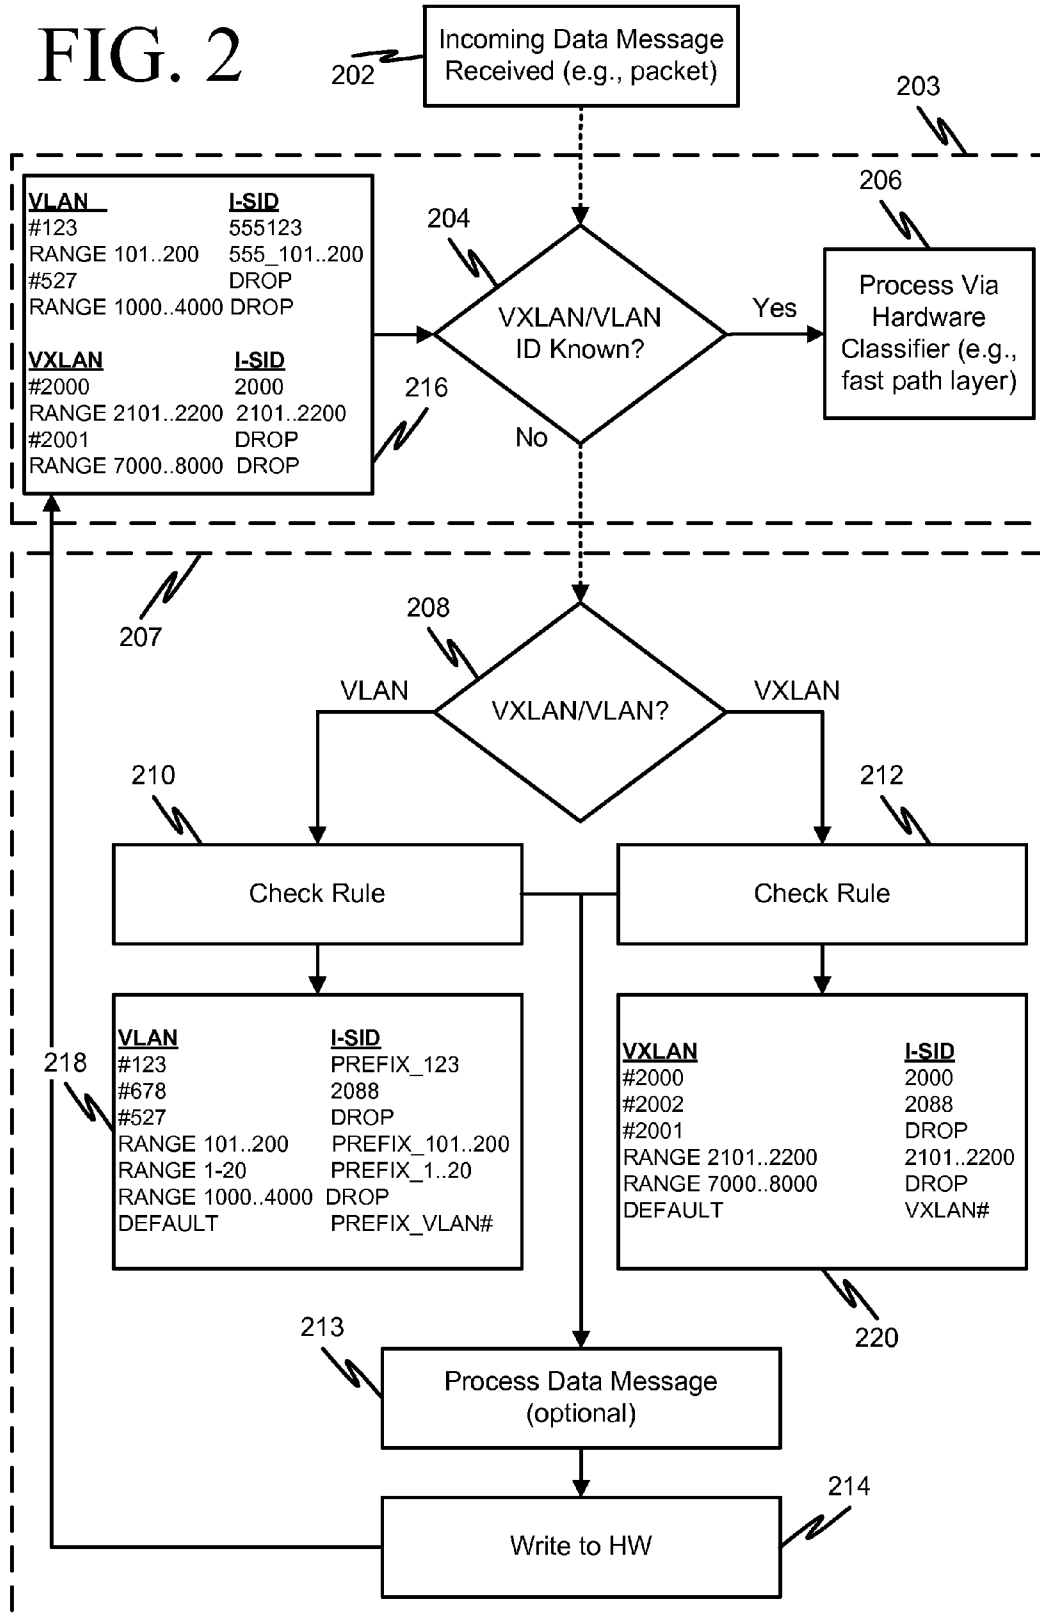 FIG. 2
202
Incoming Data Message
Received (e.g., packet)
203
VLAN I-SID
#123 555123
RANGE 101..200 555_101..200
#527 DROP
RANGE 1000..4000 DROP
VXLAN I-SID
#2000 2000
RANGE 2101..2200 2101..2200
#2001 DROP
RANGE 7000..8000 DROP
216
204
VXLAN/VLAN
ID Known?
Yes
No
206
Process Via
Hardware
Classifier (e.g.,
fast path layer)
207
208
VXLAN/VLAN?
VLAN
VXLAN
210
Check Rule
212
Check Rule
218
VLAN I-SID
#123 PREFIX_123
#678 2088
#527 DROP
RANGE 101..200 PREFIX_101..200
RANGE 1-20 PREFIX_1..20
RANGE 1000..4000 DROP
DEFAULT PREFIX_VLAN#
VXLAN I-SID
#2000 2000
#2002 2088
#2001 DROP
RANGE 2101..2200 2101..2200
RANGE 7000..8000 DROP
DEFAULT VXLAN#
220
213
Process Data Message
(optional)
214
Write to HW